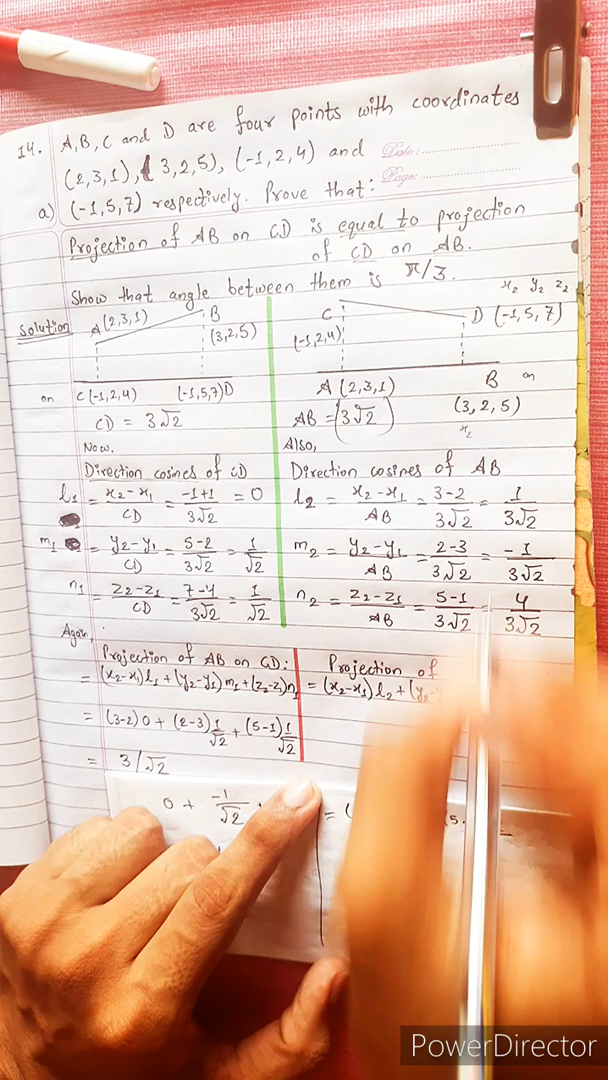 14. A, B, C and D are four points with coordinates
(2,3,1), (3,2,5), (-1,2,4) and
Date:
Page:
(-1,5,7) respectively. Prove that:
a) Projection of AB on CD is equal to projection
of CD on AB.
Show that angle between them is π/3.
Solution
A(2,3,1) B (3,2,5)
on C(-1,2,4) (-1,5,7)D
CD = 3√2
Now,
Direction cosines of CD
l₁ = x₂-x₁/CD = -1+1/3√2 = 0
m₁ = y₂-y₁/CD = 5-2/3√2 = 1/√2
n₁ = z₂-z₁/CD = 7-4/3√2 = 1/√2
x₂ y₂ z₂
C (-1,2,4) D (-1,5,7)
A (2,3,1) B (3,2,5) on
x₂
AB = (3√2)
Also,
Direction cosines of AB
l₂ = x₂-x₁/AB = 3-2/3√2 = 1/3√2
m₂ = y₂-y₁/AB = 2-3/3√2 = -1/3√2
n₂ = z₂-z₁/AB = 5-1/3√2 = 4/3√2
Again,
Projection of AB on CD:
= (x₂-x₁)l₁+(y₂-y₁)m₁+(z₂-z₁)n₁
= (3-2)0 + (2-3)1/√2 + (5-1)1/√2
= 3/√2
0 + -1/√2
Projection of
= (x₂-x₁)l₂+(y₂-
= (
PowerDirector